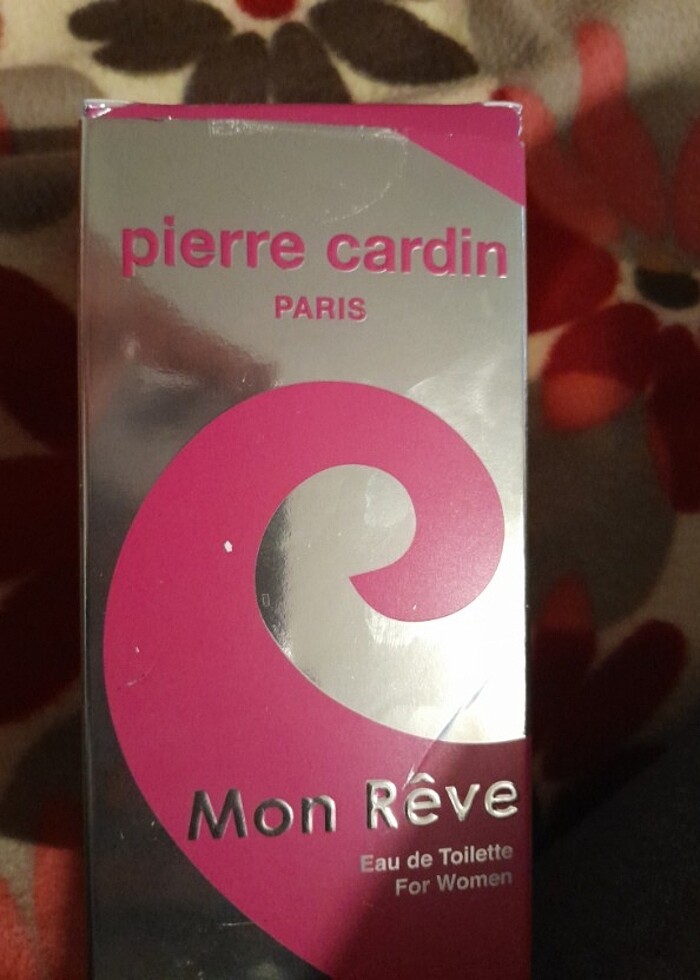 pierre cardin
PARIS
Mon Rêve
Eau de Toilette
For Women